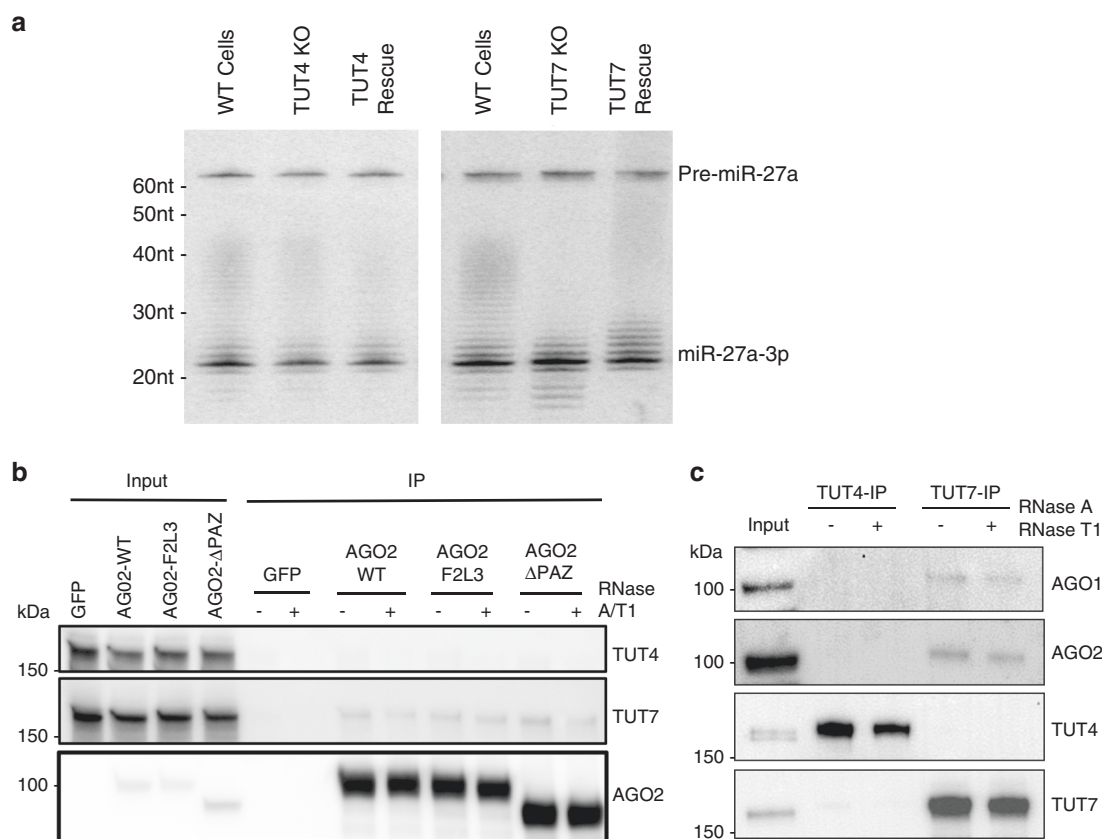 a
WT Cells
TUT4 KO
TUT4
Rescue
WT Cells
TUT7 KO
TUT7
Rescue
60nt -
50nt -
40nt -
30nt -
20nt -
Pre-miR-27a
miR-27a-3p
b
Input
IP
GFP
AG02-WT
AG02-F2L3
AGO2-ΔPAZ
GFP
AGO2
WT
AGO2
F2L3
AGO2
ΔPAZ
RNase
A/T1
- + - + - + - +
kDa
150 -
TUT4
150 -
TUT7
100 -
AGO2
c
TUT4-IP
TUT7-IP
RNase A
RNase T1
Input
- + - +
kDa
100 -
AGO1
100 -
AGO2
150 -
TUT4
150 -
TUT7